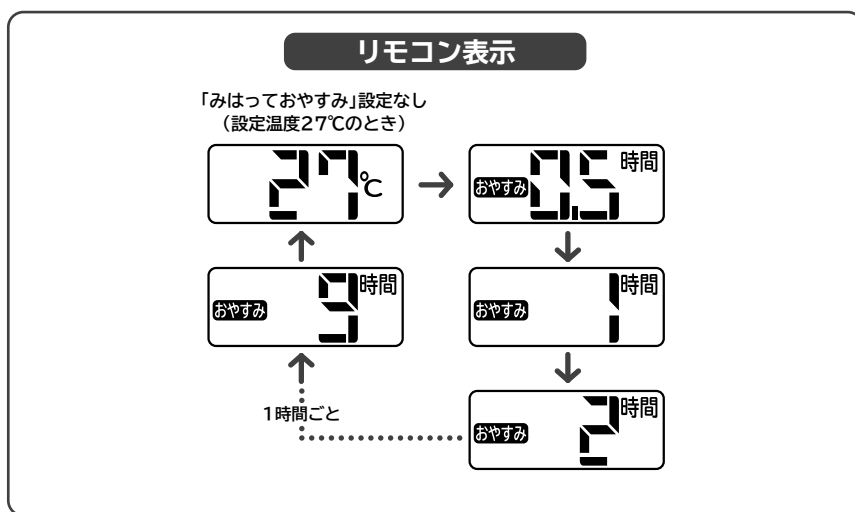 リモコン表示
「みはっておやすみ」設定なし
(設定温度27℃のとき)
27℃
おやすみ 0.5 時間
おやすみ 9 時間
おやすみ 1 時間
1時間ごと
おやすみ 2 時間